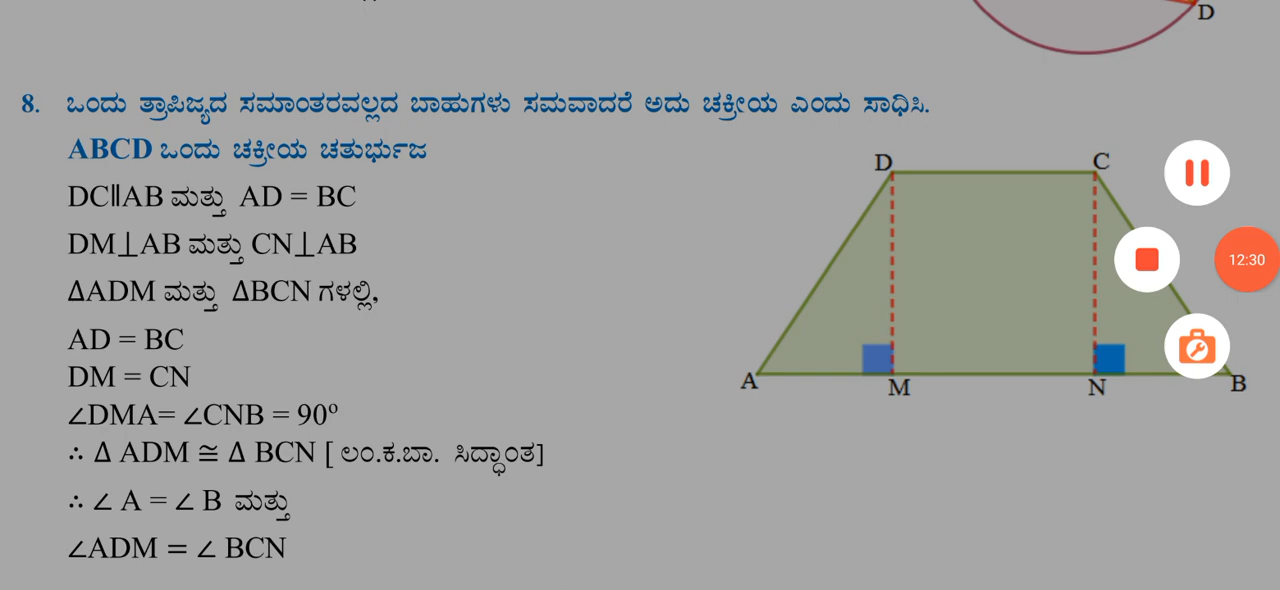 D
8. ಒಂದು ತ್ರಾಪಿಜ್ಯದ ಸಮಾಂತರವಲ್ಲದ ಬಾಹುಗಳು ಸಮವಾದರೆ ಅದು ಚಕ್ರೀಯ ಎಂದು ಸಾಧಿಸಿ.
ABCD ಒಂದು ಚಕ್ರೀಯ ಚತುರ್ಭುಜ
DC∥AB ಮತ್ತು AD = BC
DM⊥AB ಮತ್ತು CN⊥AB
ΔADM ಮತ್ತು ΔBCN ಗಳಲ್ಲಿ,
AD = BC
DM = CN
∠DMA= ∠CNB = 90º
∴ Δ ADM ≅ Δ BCN [ ಲಂ.ಕ.ಬಾ. ಸಿದ್ಧಾಂತ]
∴ ∠ A = ∠ B ಮತ್ತು
∠ADM = ∠ BCN
D C
A M N B
12:30